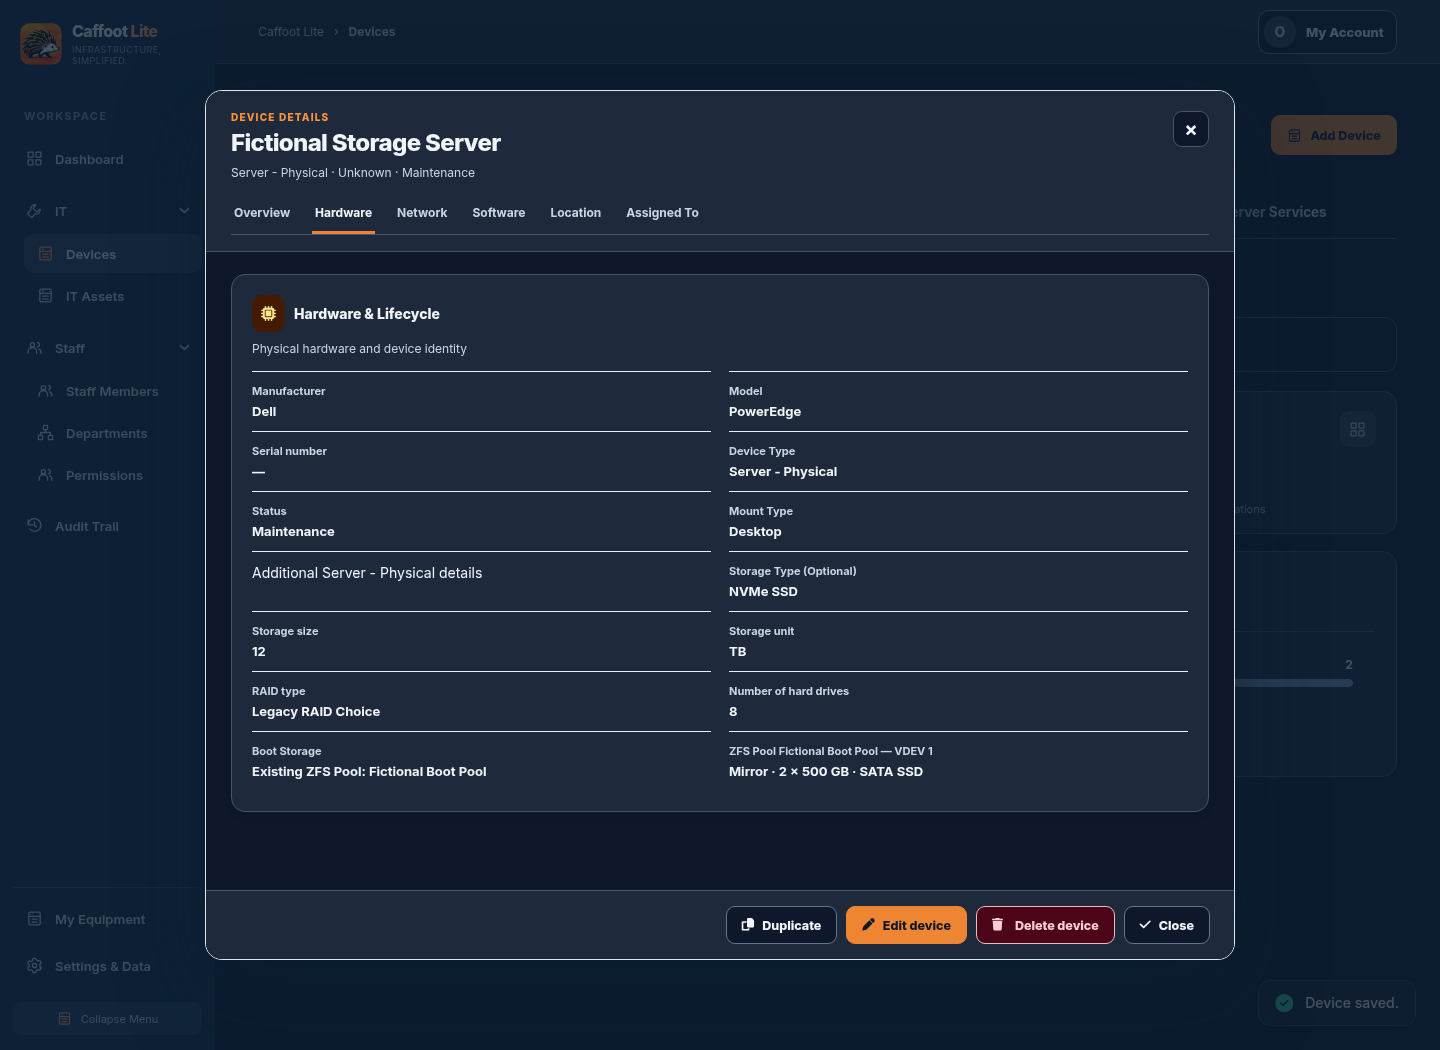 Caffoot Lite
INFRASTRUCTURE,
SIMPLIFIED.
Caffoot Lite › Devices
O My Account
WORKSPACE
Dashboard
IT
Devices
IT Assets
Staff
Staff Members
Departments
Permissions
Audit Trail
My Equipment
Settings & Data
Collapse Menu
Add Device
erver Services
ations
2
DEVICE DETAILS
Fictional Storage Server
Server - Physical · Unknown · Maintenance
Overview Hardware Network Software Location Assigned To
Hardware & Lifecycle
Physical hardware and device identity
Manufacturer
Dell
Model
PowerEdge
Serial number
—
Device Type
Server - Physical
Status
Maintenance
Mount Type
Desktop
Additional Server - Physical details
Storage Type (Optional)
NVMe SSD
Storage size
12
Storage unit
TB
RAID type
Legacy RAID Choice
Number of hard drives
8
Boot Storage
Existing ZFS Pool: Fictional Boot Pool
ZFS Pool Fictional Boot Pool — VDEV 1
Mirror · 2 × 500 GB · SATA SSD
Duplicate
Edit device
Delete device
Close
Device saved.